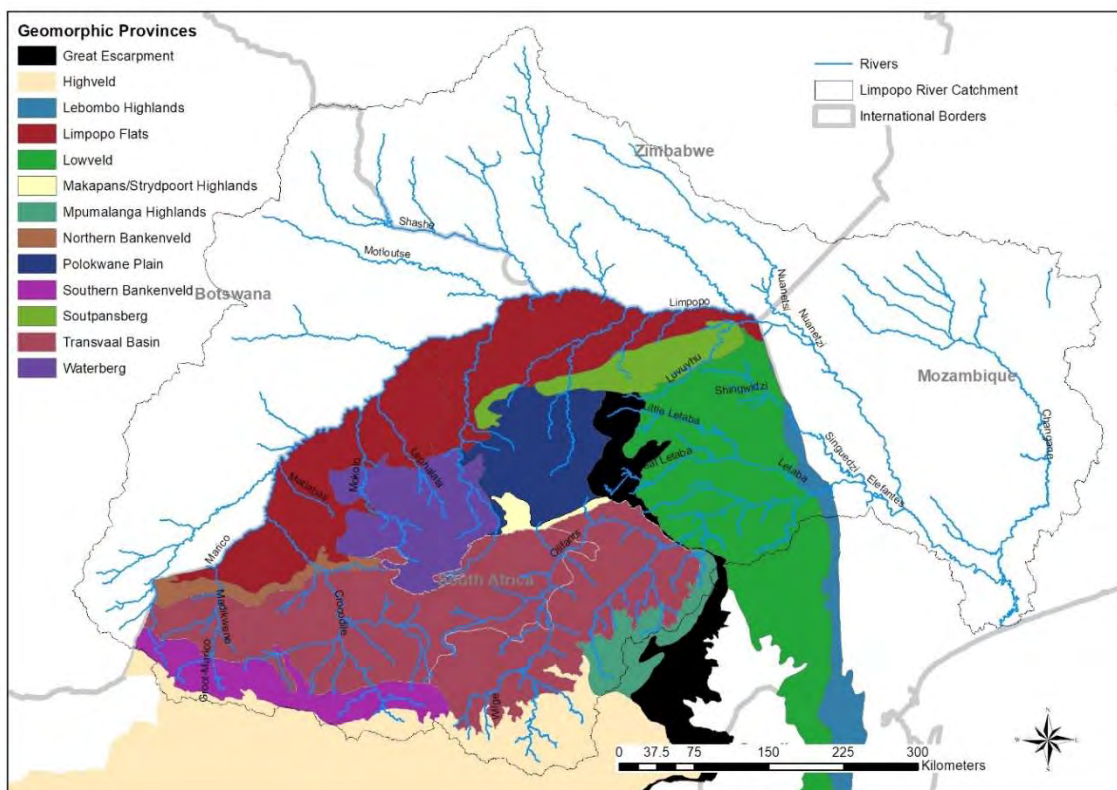 Geomorphic Provinces
Great Escarpment
Highveld
Lebombo Highlands
Limpopo Flats
Lowveld
Makapans/Strydpoort Highlands
Mpumalanga Highlands
Northern Bankenveld
Polokwane Plain
Southern Bankenveld
Soutpansberg
Transvaal Basin
Waterberg
Rivers
Limpopo River Catchment
International Borders
Zimbabwe
Shashe
Motloutse
Botswana
Nuanetsi
Limpopo
Nuanetzi
Luvuvhu
Mozambique
Shingwidzi
Little Letaba
Changane
Letaba
Letaba
Singuedzi
Elefantes
Lephalala
Mokolo
Matlabas
Olifants
Marico
South Africa
Crocodile
Groot-Marico
Wilge
0 37.5 75 150 225 300
Kilometers